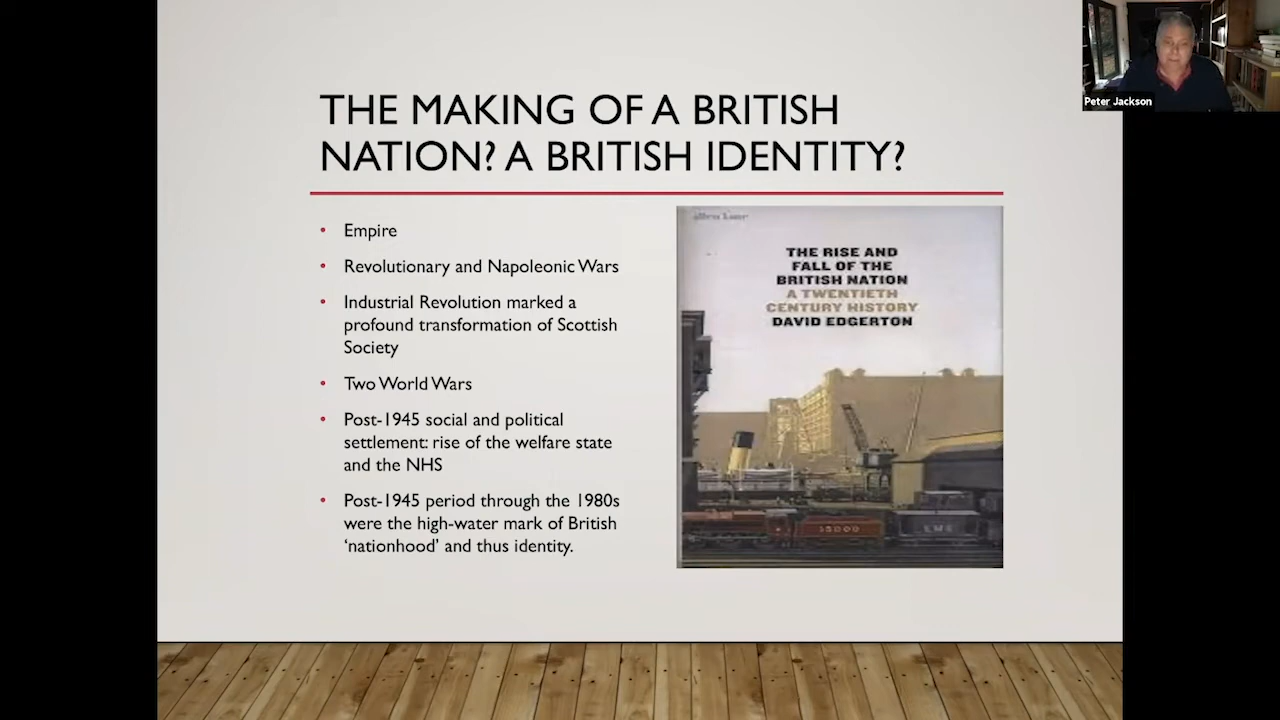 THE MAKING OF A BRITISH
NATION? A BRITISH IDENTITY?
• Empire
• Revolutionary and Napoleonic Wars
• Industrial Revolution marked a
profound transformation of Scottish
Society
• Two World Wars
• Post-1945 social and political
settlement: rise of the welfare state
and the NHS
• Post-1945 period through the 1980s
were the high-water mark of British
‘nationhood’ and thus identity.
THE RISE AND
FALL OF THE
BRITISH NATION
A TWENTIETH
CENTURY HISTORY
DAVID EDGERTON
15000
LMS
Peter Jackson